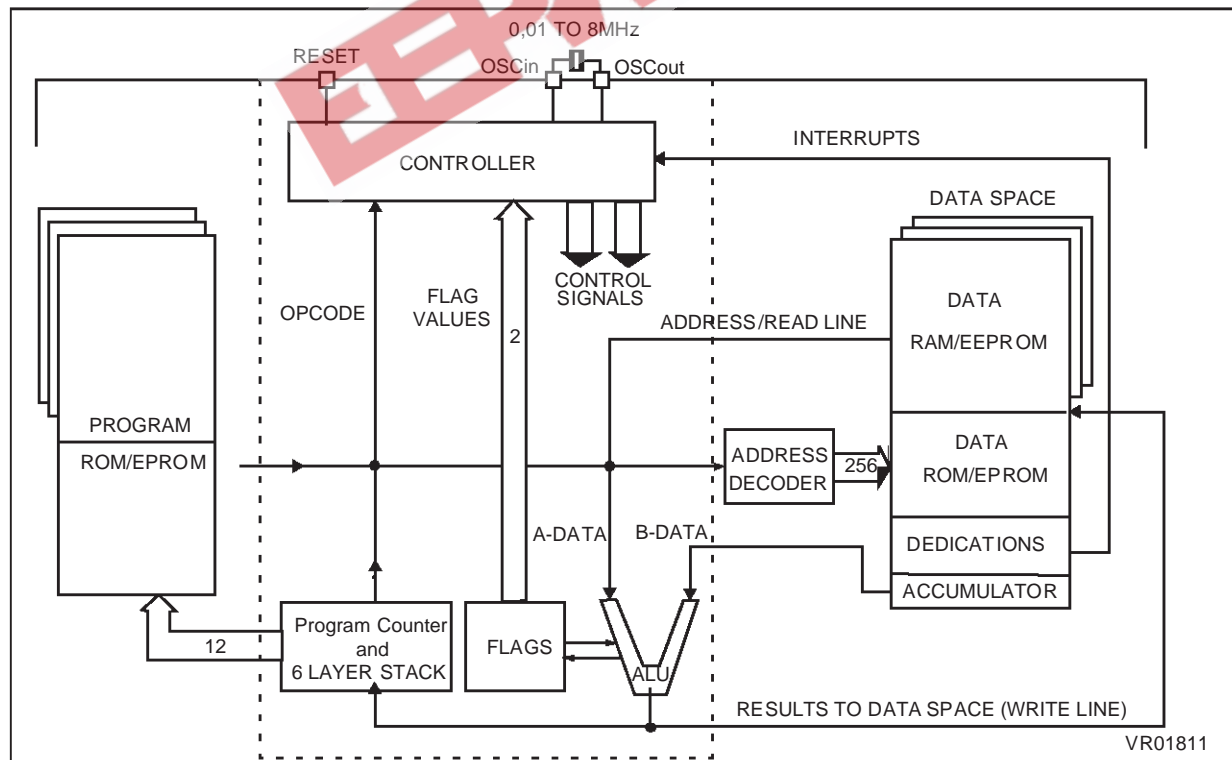 0,01 TO 8MHz
RESET
OSCin
OSCout
CONTROLLER
INTERRUPTS
DATA SPACE
CONTROL
SIGNALS
OPCODE
FLAG
VALUES
2
ADDRESS/READ LINE
DATA
RAM/EEPROM
PROGRAM
ROM/EPROM
ADDRESS
DECODER
256
DATA
ROM/EPROM
A-DATA
B-DATA
DEDICATIONS
ACCUMULATOR
12
Program Counter
and
6 LAYER STACK
FLAGS
ALU
RESULTS TO DATA SPACE (WRITE LINE)
VR01811